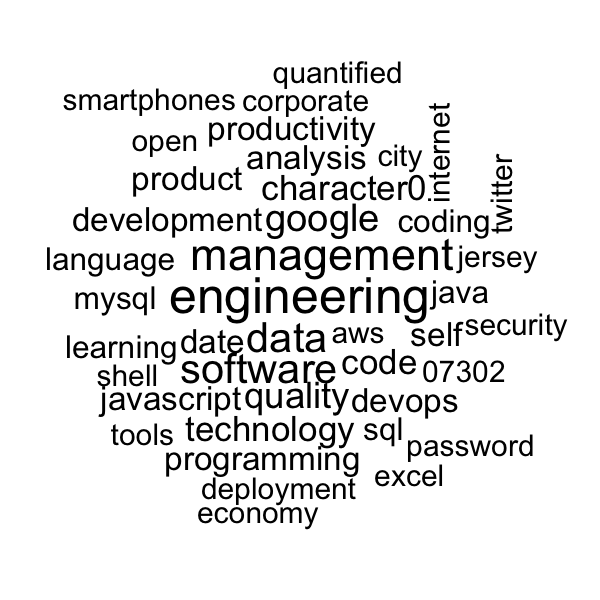 quantified
smartphones corporate
internet
open productivity
analysis city
twitter
product character0
development google coding
language management jersey
mysql engineering java
learning date data aws self security
shell software code 07302
javascript quality devops
tools technology sql password
programming excel
deployment
economy